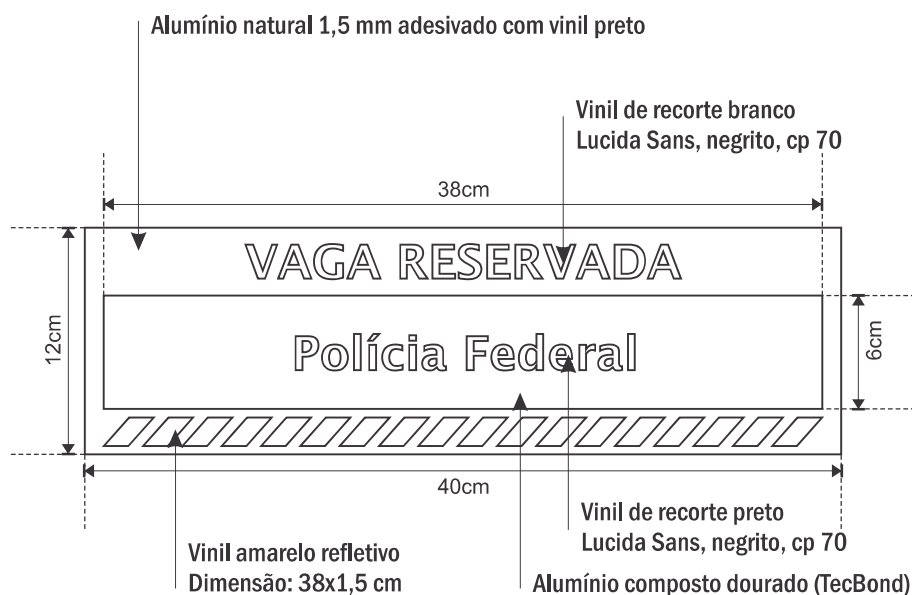 Alumínio natural 1,5 mm adesivado com vinil preto
Vinil de recorte branco
Lucida Sans, negrito, cp 70
38cm
VAGA RESERVADA
12cm
Polícia Federal
6cm
40cm
Vinil de recorte preto
Lucida Sans, negrito, cp 70
Vinil amarelo refletivo
Dimensão: 38x1,5 cm
Alumínio composto dourado (TecBond)